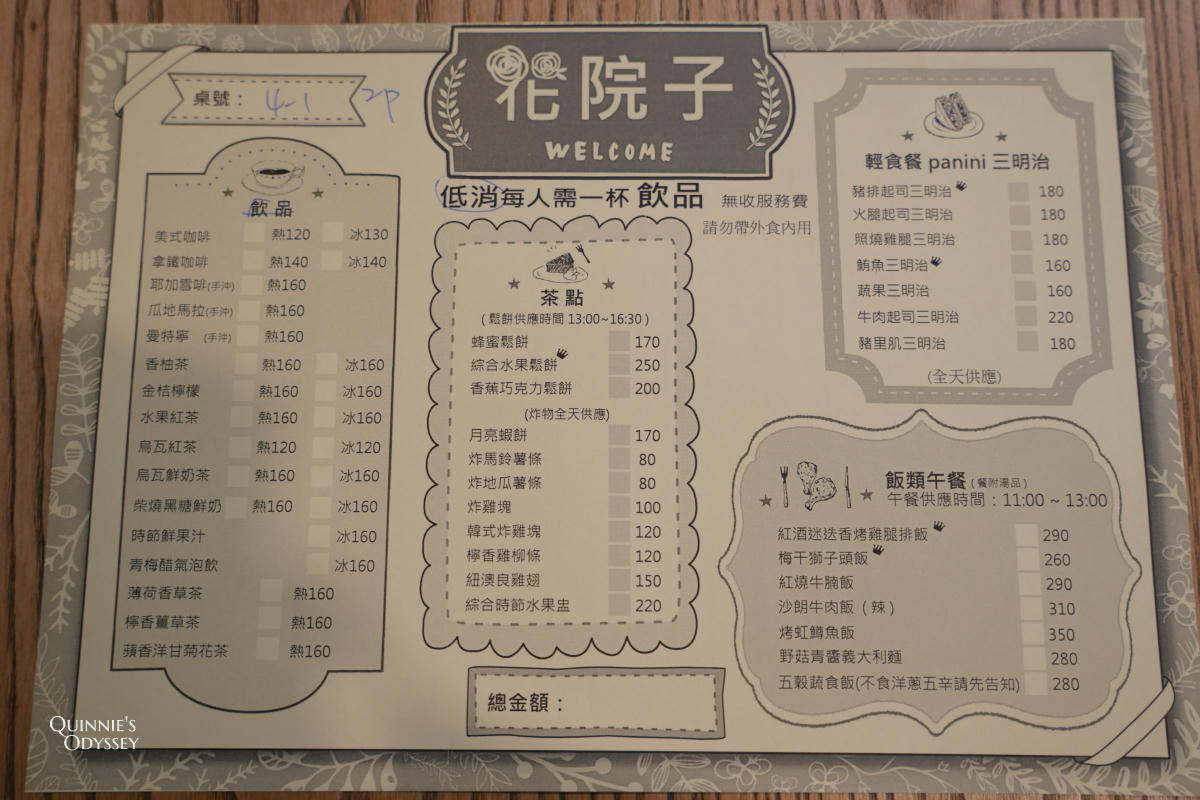 花院子
WELCOME
桌號： 4-1 2P
低消每人需一杯 飲品 無收服務費
請勿帶外食內用
飲品
美式咖啡 熱120 冰130
拿鐵咖啡 熱140 冰140
耶加雪啡(手沖) 熱160
瓜地馬拉(手沖) 熱160
曼特寧 (手沖) 熱160
香柚茶 熱160 冰160
金桔檸檬 熱160 冰160
水果紅茶 熱160 冰160
烏瓦紅茶 熱120 冰120
烏瓦鮮奶茶 熱160 冰160
柴燒黑糖鮮奶 熱160 冰160
時節鮮果汁 冰160
青梅醋氣泡飲 冰160
薄荷香草茶 熱160
檸香薑草茶 熱160
蘋香洋甘菊花茶 熱160
茶點
( 鬆餅供應時間 13:00~16:30 )
蜂蜜鬆餅 170
綜合水果鬆餅 250
香蕉巧克力鬆餅 200
(炸物全天供應)
月亮蝦餅 170
炸馬鈴薯條 80
炸地瓜薯條 80
炸雞塊 100
韓式炸雞塊 120
檸香雞柳條 120
紐澳良雞翅 150
綜合時節水果盅 220
總金額：
輕食餐 panini 三明治
豬排起司三明治 180
火腿起司三明治 180
照燒雞腿三明治 180
鮪魚三明治 160
蔬果三明治 160
牛肉起司三明治 220
豬里肌三明治 180
(全天供應)
飯類午餐 (餐附湯品)
午餐供應時間：11:00 ~ 13:00
紅酒迷迭香烤雞腿排飯 290
梅干獅子頭飯 260
紅燒牛腩飯 290
沙朗牛肉飯（辣） 310
烤虹鱒魚飯 350
野菇青醬義大利麵 280
五穀蔬食飯(不食洋蔥五辛請先告知) 280
QUINNIE'S
ODYSSEY